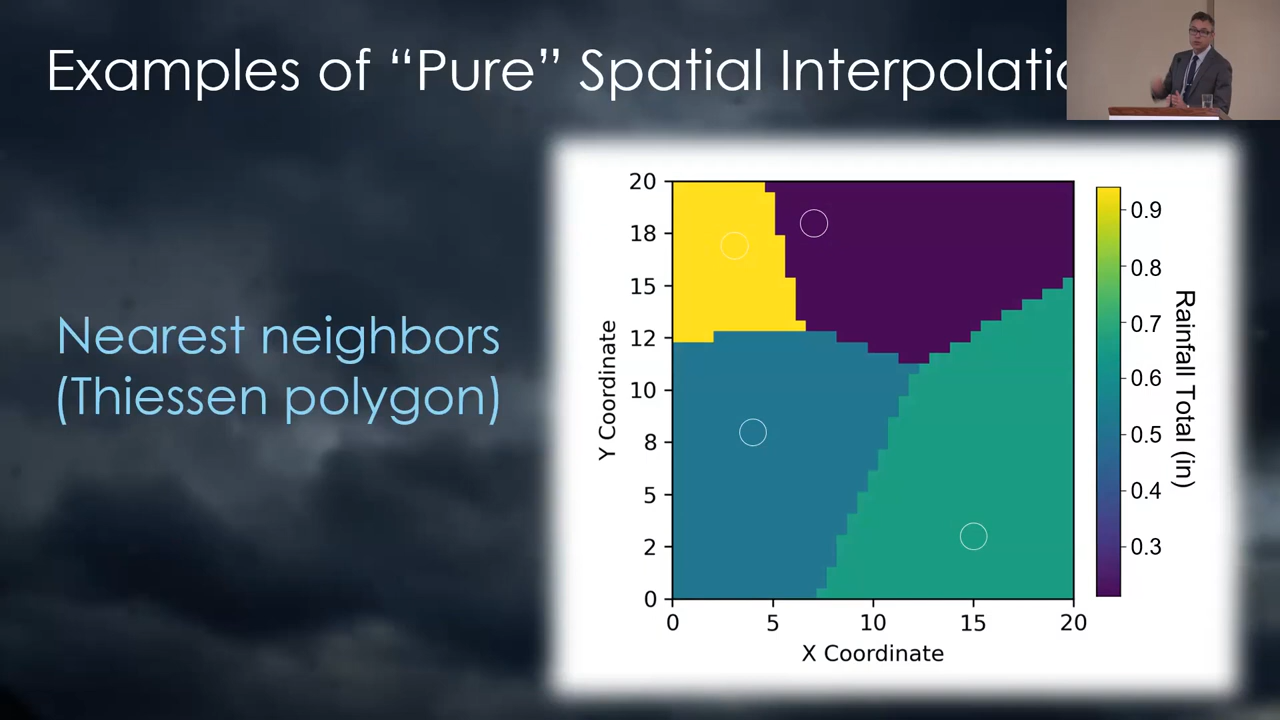 Examples of “Pure” Spatial Interpolatio
Nearest neighbors
(Thiessen polygon)
20
18
15
12
10
8
5
2
0
Y Coordinate
0 5 10 15 20
X Coordinate
0.9
0.8
0.7
0.6
0.5
0.4
0.3
Rainfall Total (in)